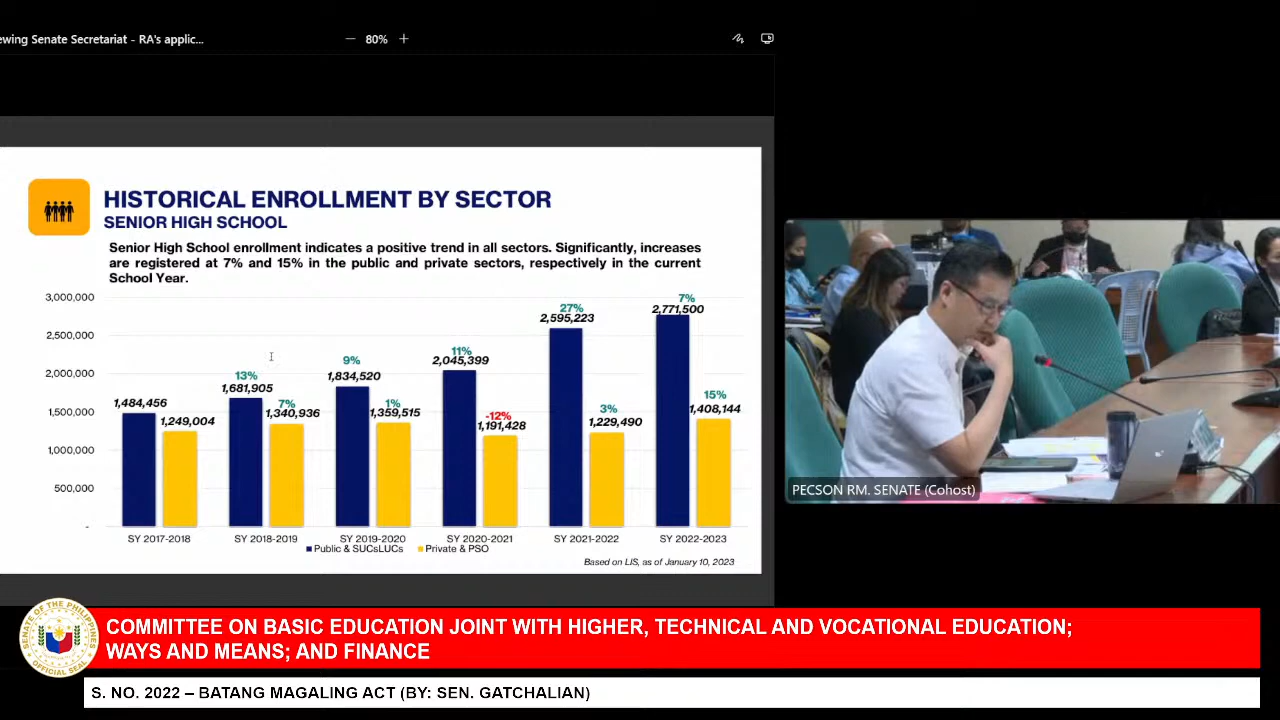 ewing Senate Secretariat - RA's applic...
80%
HISTORICAL ENROLLMENT BY SECTOR
SENIOR HIGH SCHOOL
Senior High School enrollment indicates a positive trend in all sectors. Significantly, increases
are registered at 7% and 15% in the public and private sectors, respectively in the current
School Year.
3,000,000
2,500,000
2,000,000
1,500,000
1,000,000
500,000
-
1,484,456
1,249,004
13%
1,681,905
7%
1,340,936
9%
1,834,520
1%
1,359,515
11%
2,045,399
-12%
1,191,428
27%
2,595,223
3%
1,229,490
7%
2,771,500
15%
1,408,144
SY 2017-2018
SY 2018-2019
SY 2019-2020
SY 2020-2021
SY 2021-2022
SY 2022-2023
Public & SUCsLUCs
Private & PSO
Based on LIS, as of January 10, 2023
PECSON RM. SENATE (Cohost)
SENATE OF THE PHILIPPINES
OFFICIAL SEAL
COMMITTEE ON BASIC EDUCATION JOINT WITH HIGHER, TECHNICAL AND VOCATIONAL EDUCATION;
WAYS AND MEANS; AND FINANCE
S. NO. 2022 – BATANG MAGALING ACT (BY: SEN. GATCHALIAN)